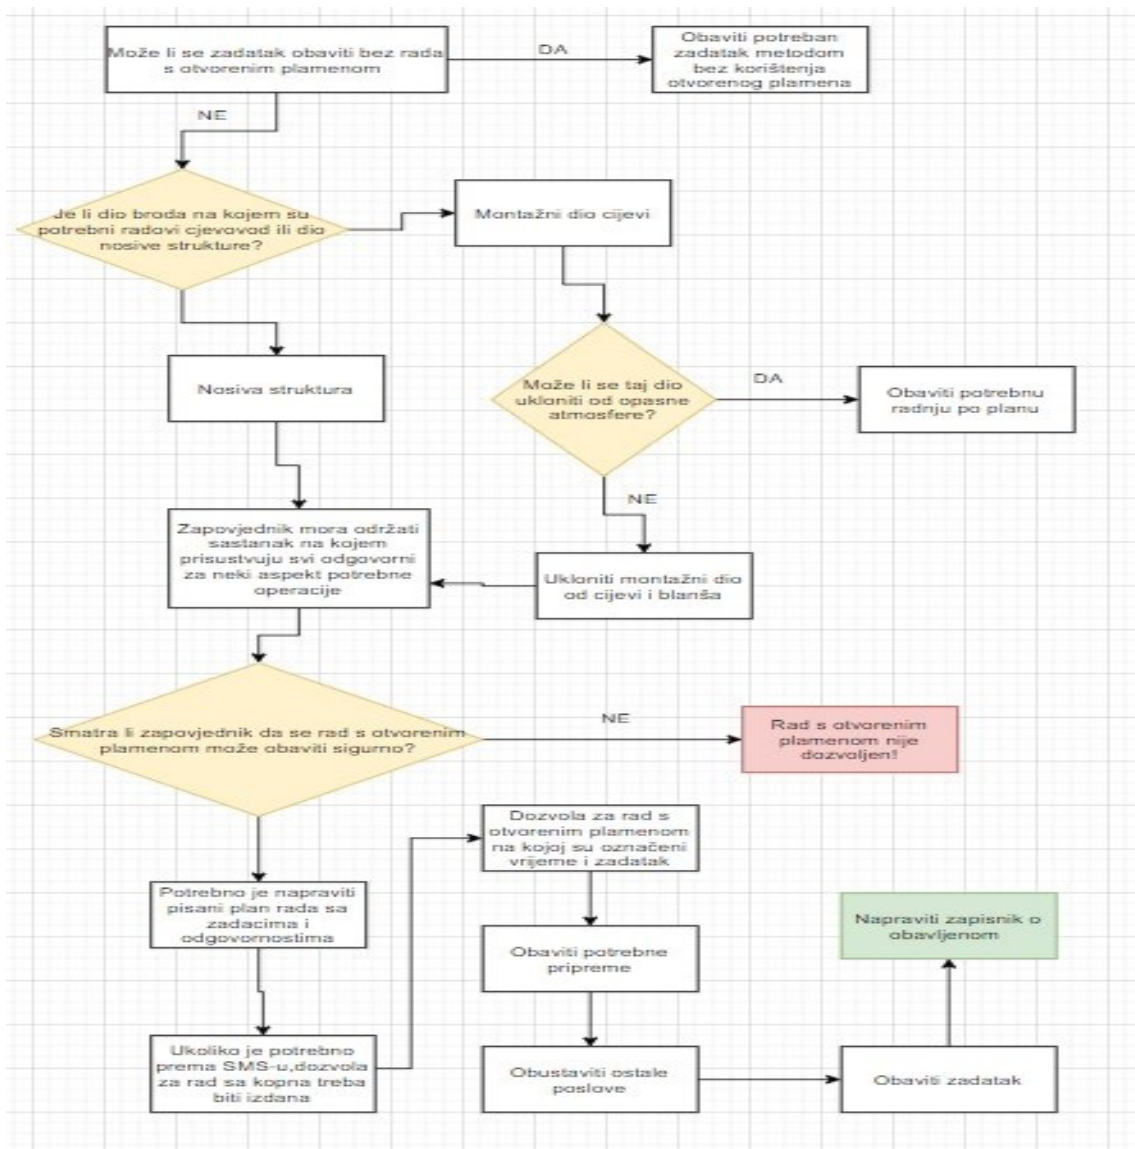 Može li se zadatak obaviti bez rada
s otvorenim plamenom
DA
Obaviti potreban
zadatak metodom
bez korištenja
otvorenog plamena
NE
Je li dio broda na kojem su
potrebni radovi cjevovod ili dio
nosive strukture?
Montažni dio cijevi
Nosiva struktura
Može li se taj dio
ukloniti od opasne
atmosfere?
DA
Obaviti potrebnu
radnju po planu
NE
Zapovjednik mora održati
sastanak na kojem
prisustvuju svi odgovorni
za neki aspekt potrebne
operacije
Ukloniti montažni dio
od cijevi i blanša
Smatra li zapovjednik da se rad s otvorenim
plamenom može obaviti sigurno?
NE
Rad s otvorenim
plamenom nije
dozvoljen!
Dozvola za rad s
otvorenim plamenom
na kojoj su označeni
vrijeme i zadatak
Potrebno je napraviti
pisani plan rada sa
zadacima i
odgovornostima
Napraviti zapisnik o
obavljenom
Obaviti potrebne
pripreme
Ukoliko je potrebno
prema SMS-u,dozvola
za rad sa kopna treba
biti izdana
Obustaviti ostale
poslove
Obaviti zadatak